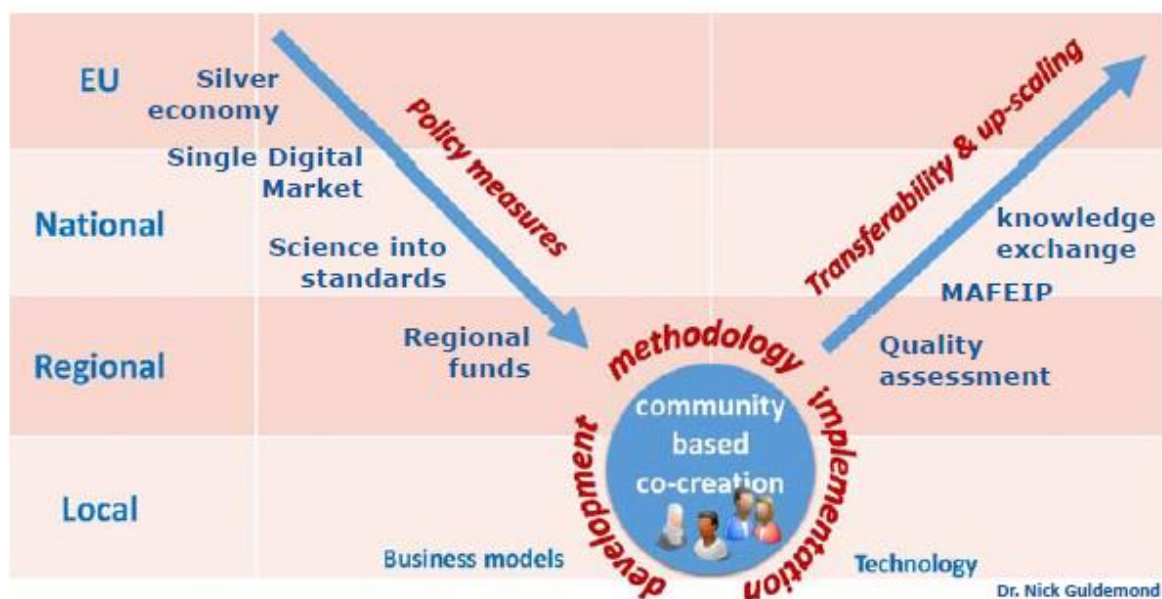 EU
Silver
economy
Policy measures
Transferability & up-scaling
Single Digital
Market
National
knowledge
exchange
Science into
standards
MAFEIP
Regional
Regional
funds
Quality
assessment
methodology
development
implementation
community
based
co-creation
Local
Business models
Technology
Dr. Nick Guldemond